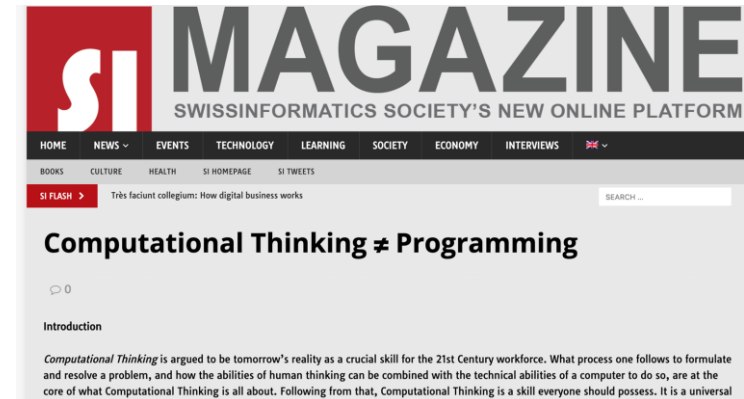 SI
MAGAZINE
SWISSINFORMATICS SOCIETY'S NEW ONLINE PLATFORM
HOME NEWS EVENTS TECHNOLOGY LEARNING SOCIETY ECONOMY INTERVIEWS
BOOKS CULTURE HEALTH SI HOMEPAGE SI TWEETS
SI FLASH Très faciunt collegium: How digital business works SEARCH ...
Computational Thinking ≠ Programming
0
Introduction
Computational Thinking is argued to be tomorrow's reality as a crucial skill for the 21st Century workforce. What process one follows to formulate
and resolve a problem, and how the abilities of human thinking can be combined with the technical abilities of a computer to do so, are at the
core of what Computational Thinking is all about. Following from that, Computational Thinking is a skill everyone should possess. It is a universal